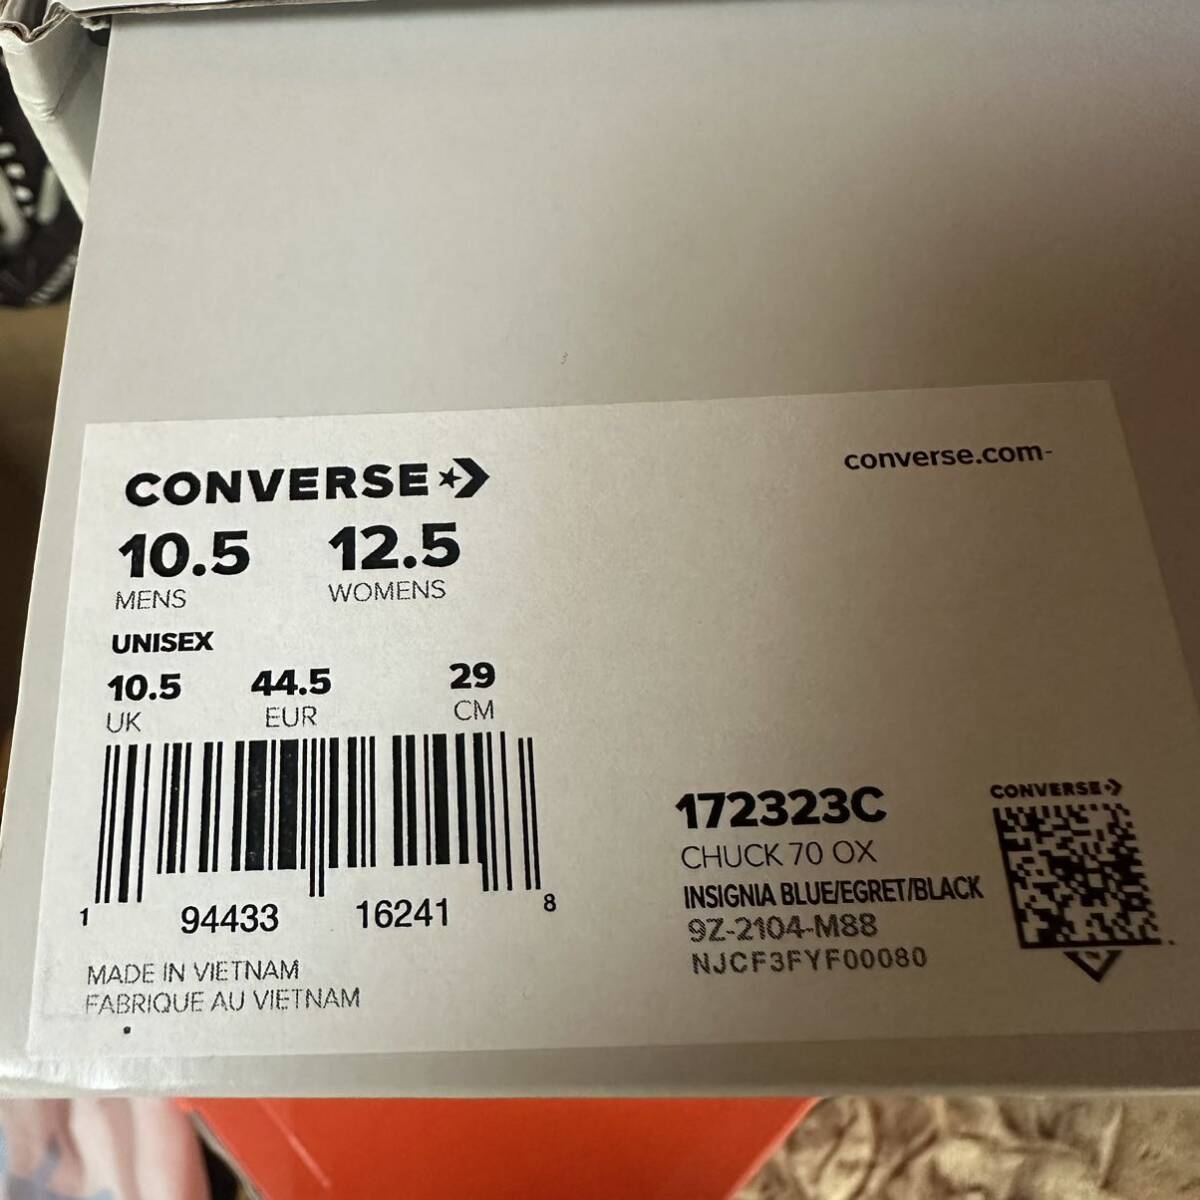 CONVERSE
converse.com
10.5 12.5
MENS WOMENS
UNISEX
10.5 44.5 29
UK EUR CM
1 94433 16241 8
MADE IN VIETNAM
FABRIQUE AU VIETNAM
172323C
CHUCK 70 OX
INSIGNIA BLUE/EGRET/BLACK
9Z-2104-M88
NJCF3FYF00080
CONVERSE